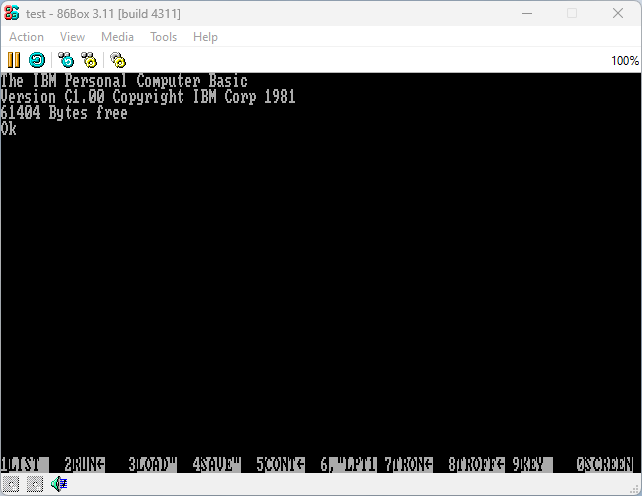 test - 86Box 3.11 [build 4311]
Action View Media Tools Help
100%
The IBM Personal Computer Basic
Version C1.00 Copyright IBM Corp 1981
61404 Bytes free
Ok
1LIST 2RUN← 3LOAD" 4SAVE" 5CONT← 6,"LPT1 7TRON← 8TROFF← 9KEY 0SCREEN